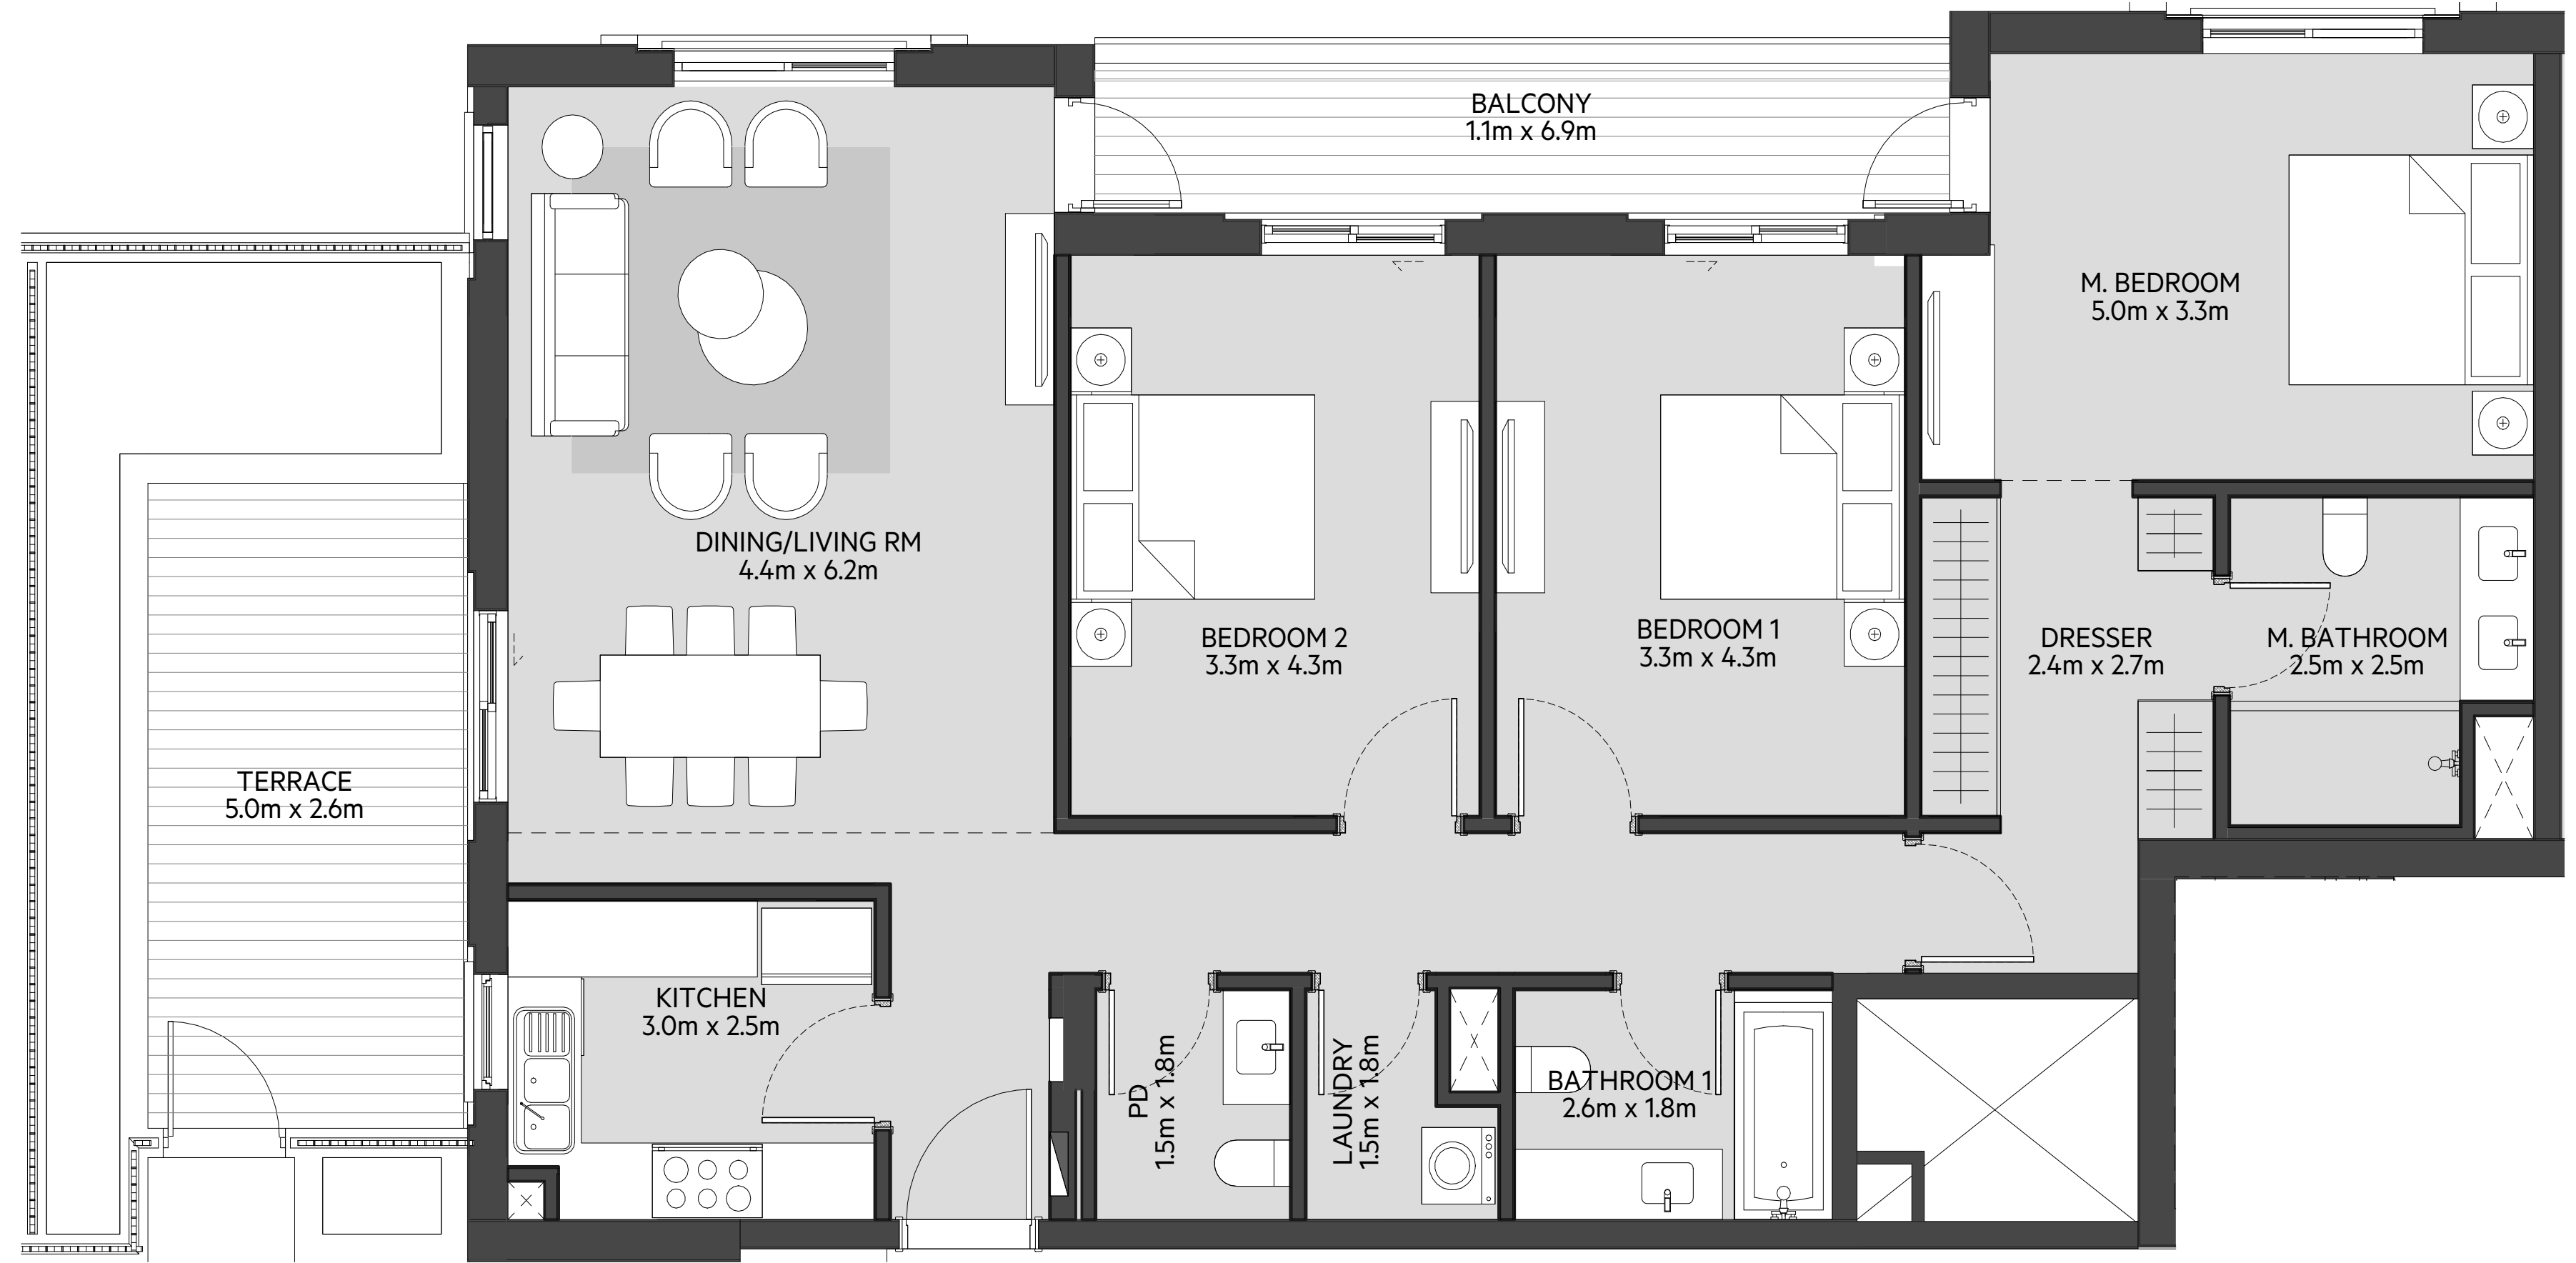 BALCONY
1.1m x 6.9m
M. BEDROOM
5.0m x 3.3m
DINING/LIVING RM
4.4m x 6.2m
BEDROOM 2
3.3m x 4.3m
BEDROOM 1
3.3m x 4.3m
DRESSER
2.4m x 2.7m
M. BATHROOM
2.5m x 2.5m
TERRACE
5.0m x 2.6m
KITCHEN
3.0m x 2.5m
PD
1.5m x 1.8m
LAUNDRY
1.5m x 1.8m
BATHROOM 1
2.6m x 1.8m